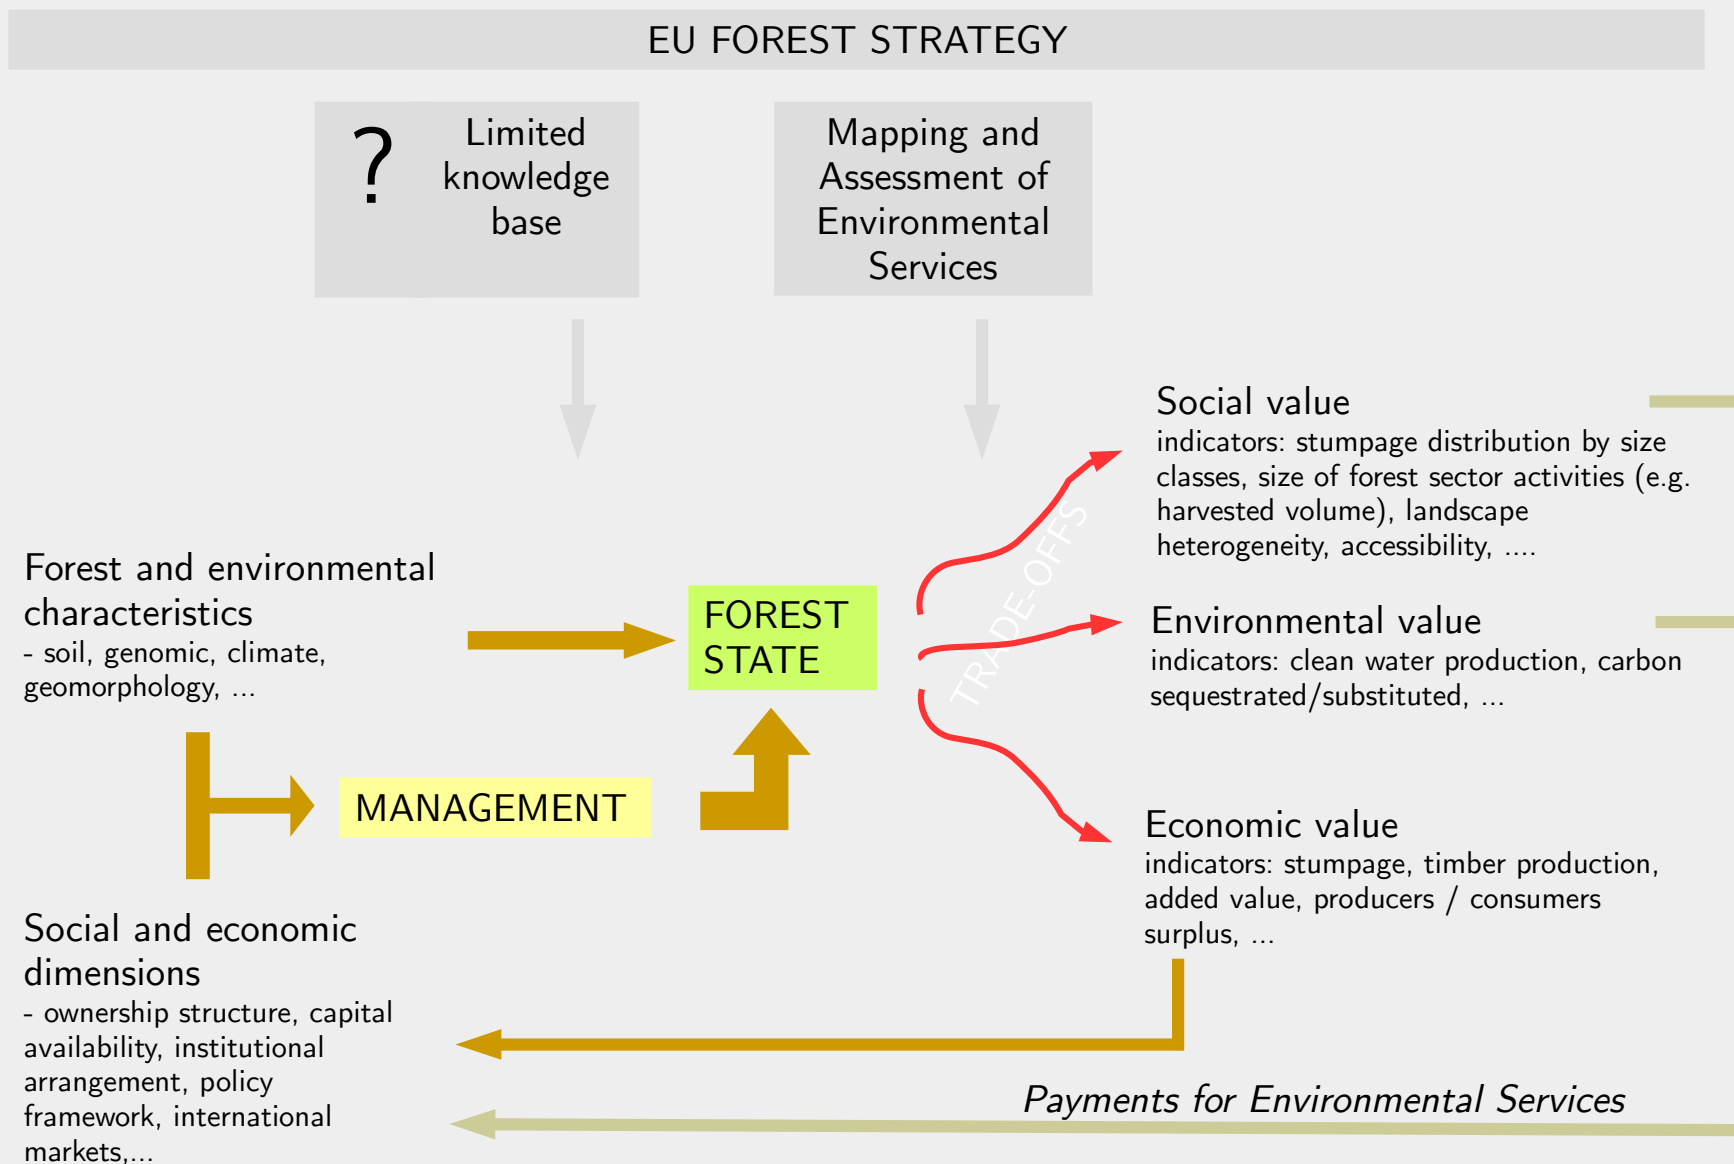 EU FOREST STRATEGY
?
Limited
knowledge
base
Mapping and
Assessment of
Environmental
Services
Social value
indicators: stumpage distribution by size
classes, size of forest sector activities (e.g.
harvested volume), landscape
heterogeneity, accessibility, ....
Forest and environmental
characteristics
- soil, genomic, climate,
geomorphology, ...
FOREST
STATE
TRADE-OFFS
Environmental value
indicators: clean water production, carbon
sequestrated/substituted, ...
MANAGEMENT
Economic value
indicators: stumpage, timber production,
added value, producers / consumers
surplus, ...
Social and economic
dimensions
- ownership structure, capital
availability, institutional
arrangement, policy
framework, international
markets,...
Payments for Environmental Services